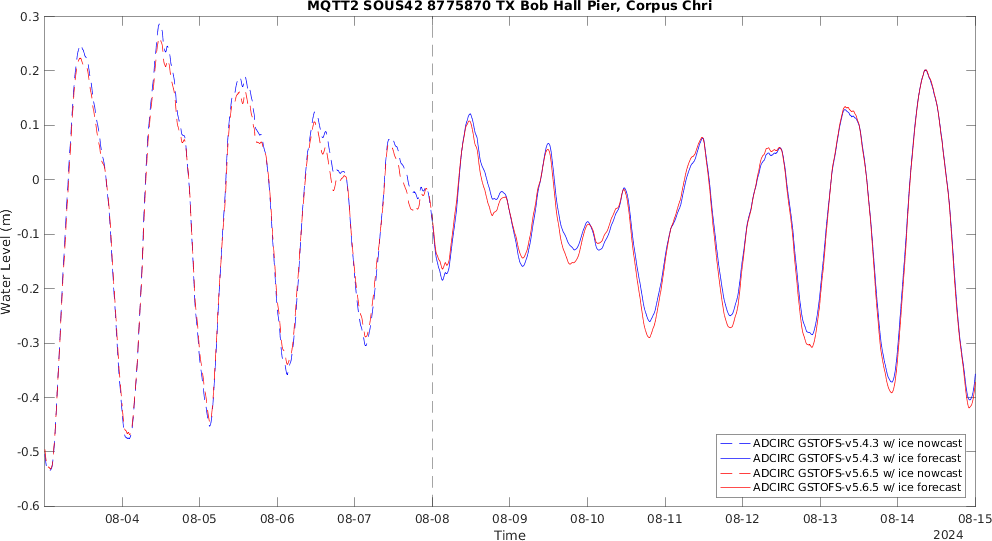 MQTT2 SOUS42 8775870 TX Bob Hall Pier, Corpus Chri
0.3
0.2
0.1
0
-0.1
-0.2
-0.3
-0.4
-0.5
-0.6
Water Level (m)
ADCIRC GSTOFS-v5.4.3 w/ ice nowcast
ADCIRC GSTOFS-v5.4.3 w/ ice forecast
ADCIRC GSTOFS-v5.6.5 w/ ice nowcast
ADCIRC GSTOFS-v5.6.5 w/ ice forecast
08-04 08-05 08-06 08-07 08-08 08-09 08-10 08-11 08-12 08-13 08-14 08-15
Time
2024